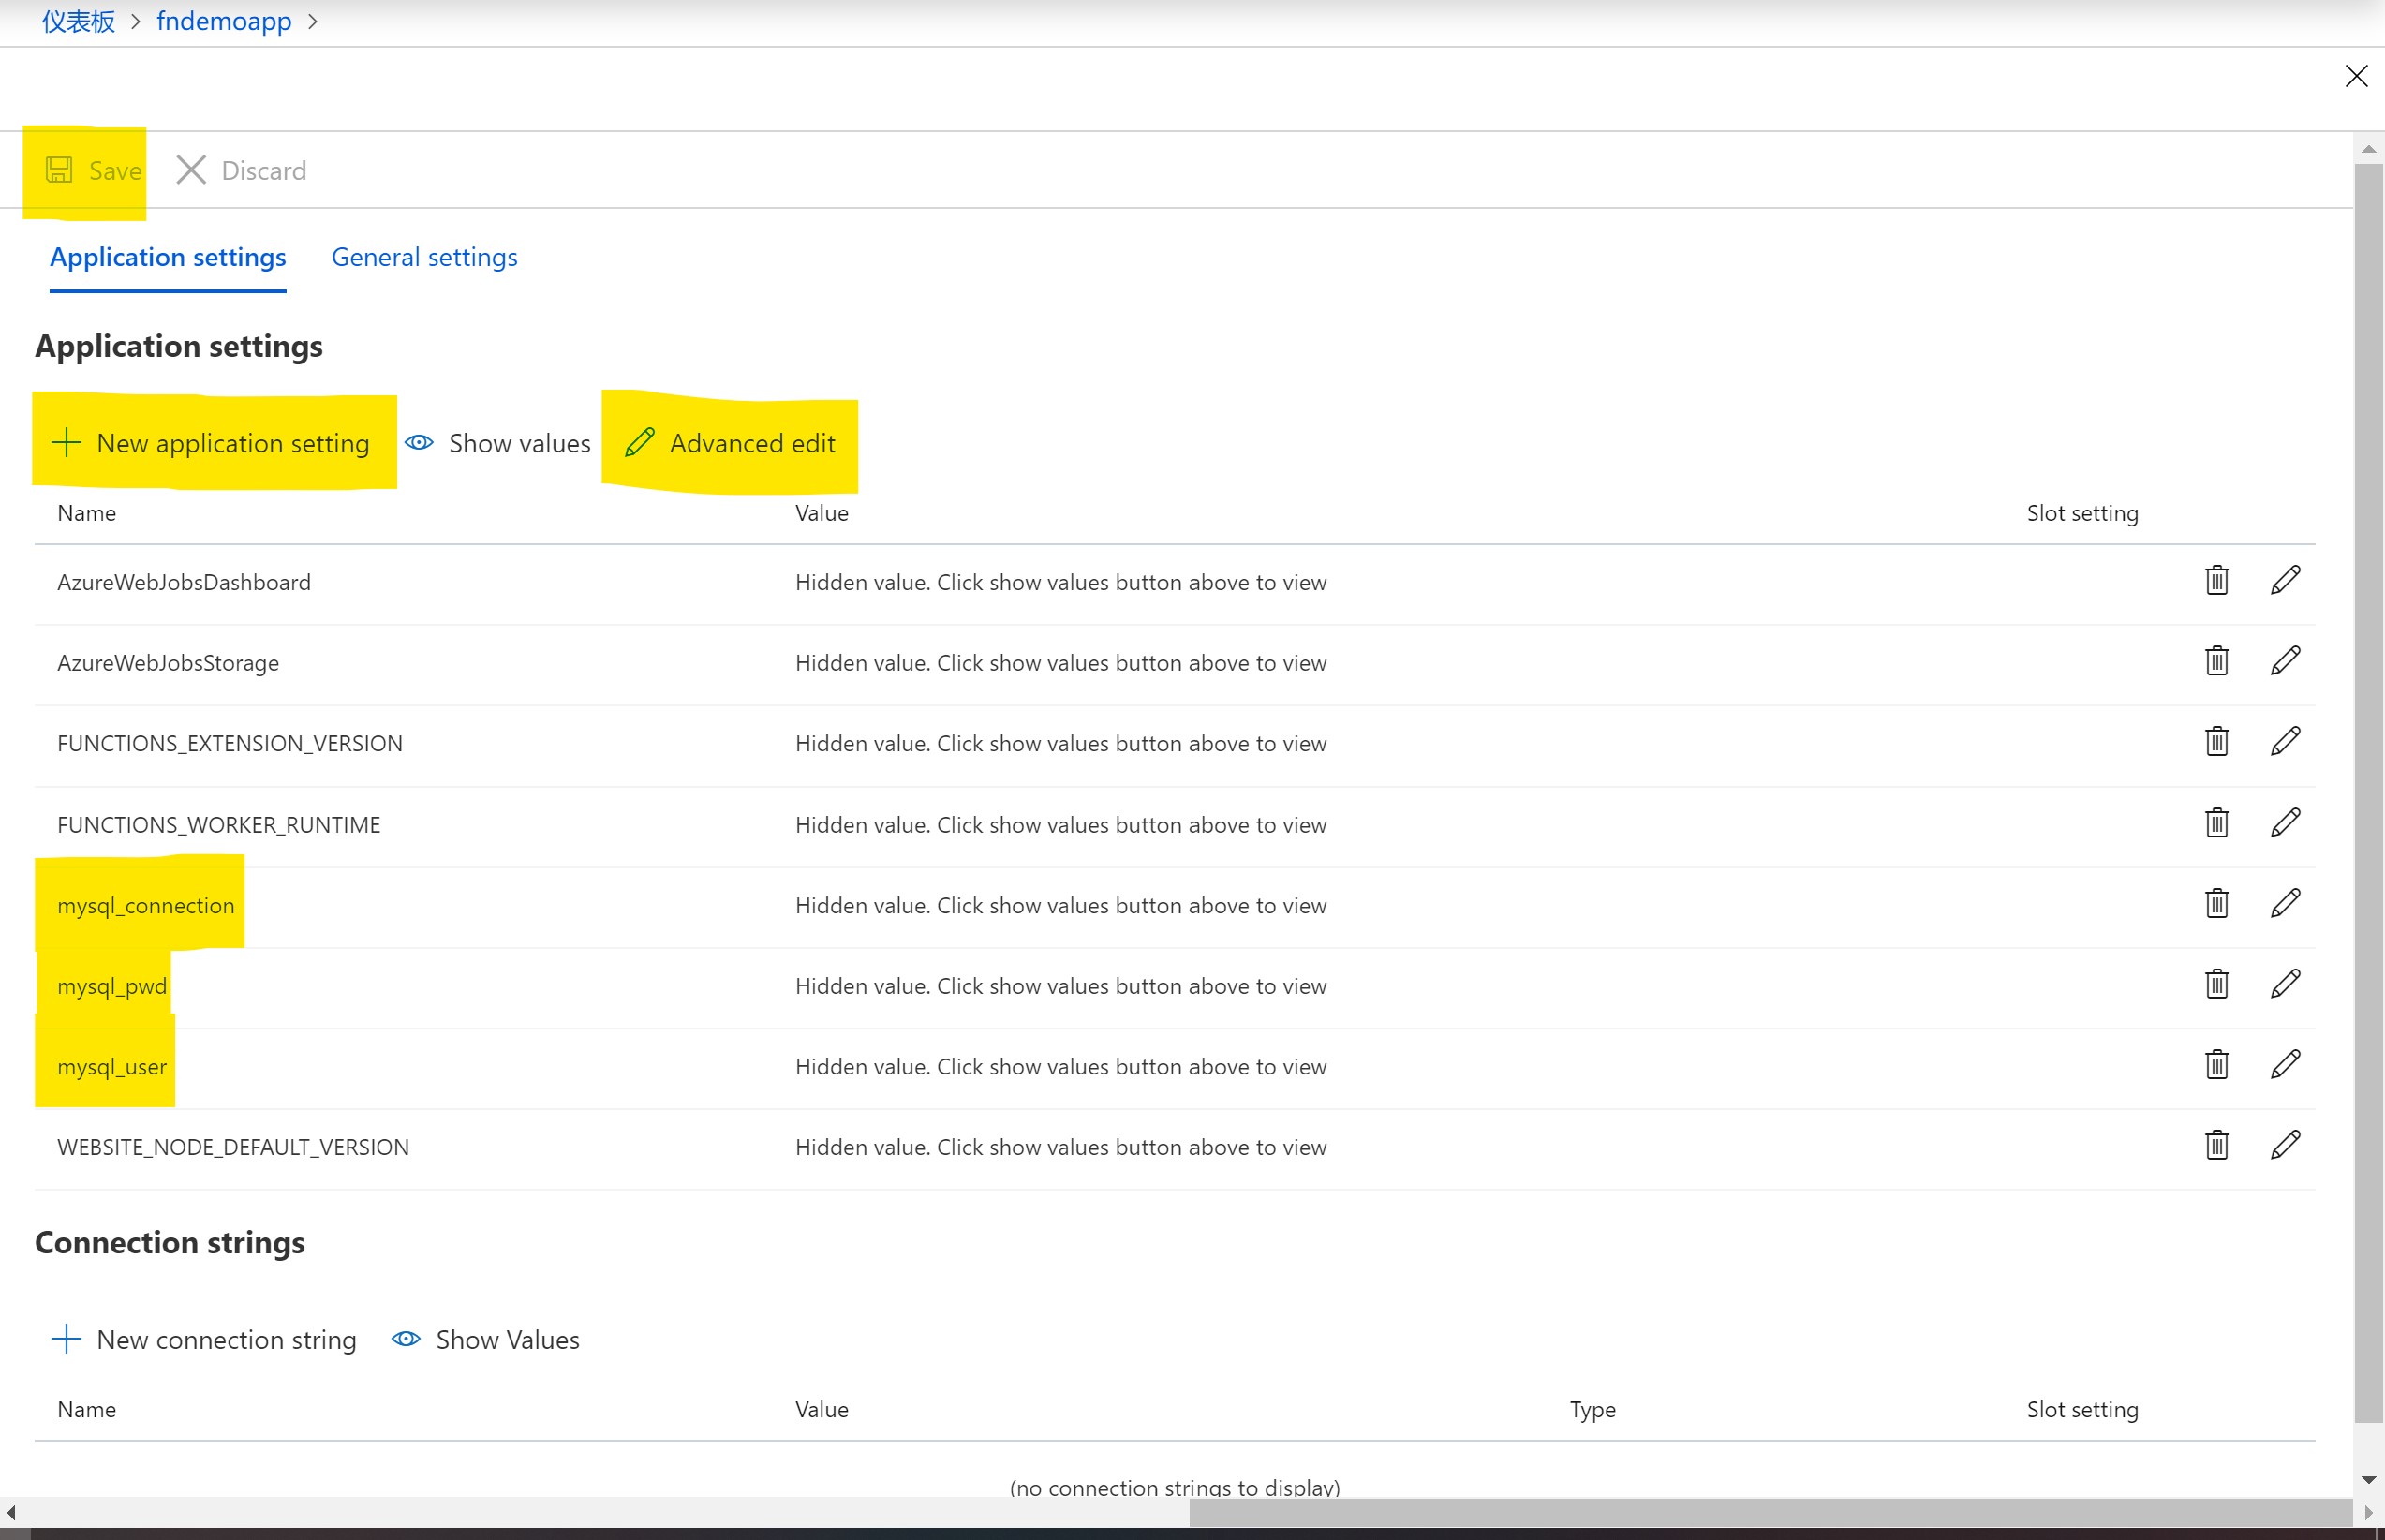 仪表板 > fndemoapp >
Save Discard
Application settings General settings
Application settings
New application setting Show values Advanced edit
Name Value Slot setting
AzureWebJobsDashboard Hidden value. Click show values button above to view
AzureWebJobsStorage Hidden value. Click show values button above to view
FUNCTIONS_EXTENSION_VERSION Hidden value. Click show values button above to view
FUNCTIONS_WORKER_RUNTIME Hidden value. Click show values button above to view
mysql_connection Hidden value. Click show values button above to view
mysql_pwd Hidden value. Click show values button above to view
mysql_user Hidden value. Click show values button above to view
WEBSITE_NODE_DEFAULT_VERSION Hidden value. Click show values button above to view
Connection strings
New connection string Show Values
Name Value Type Slot setting
(no connection strings to display)